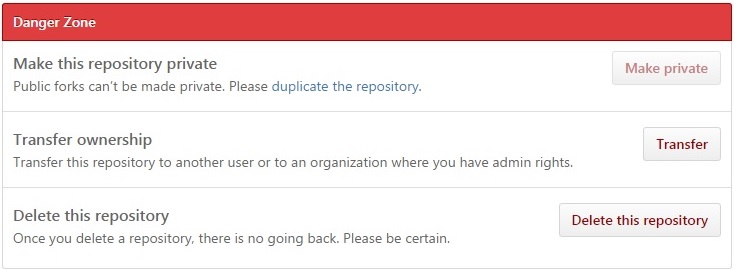 Danger Zone
Make this repository private
Public forks can't be made private. Please duplicate the repository.
Make private
Transfer ownership
Transfer this repository to another user or to an organization where you have admin rights.
Transfer
Delete this repository
Once you delete a repository, there is no going back. Please be certain.
Delete this repository